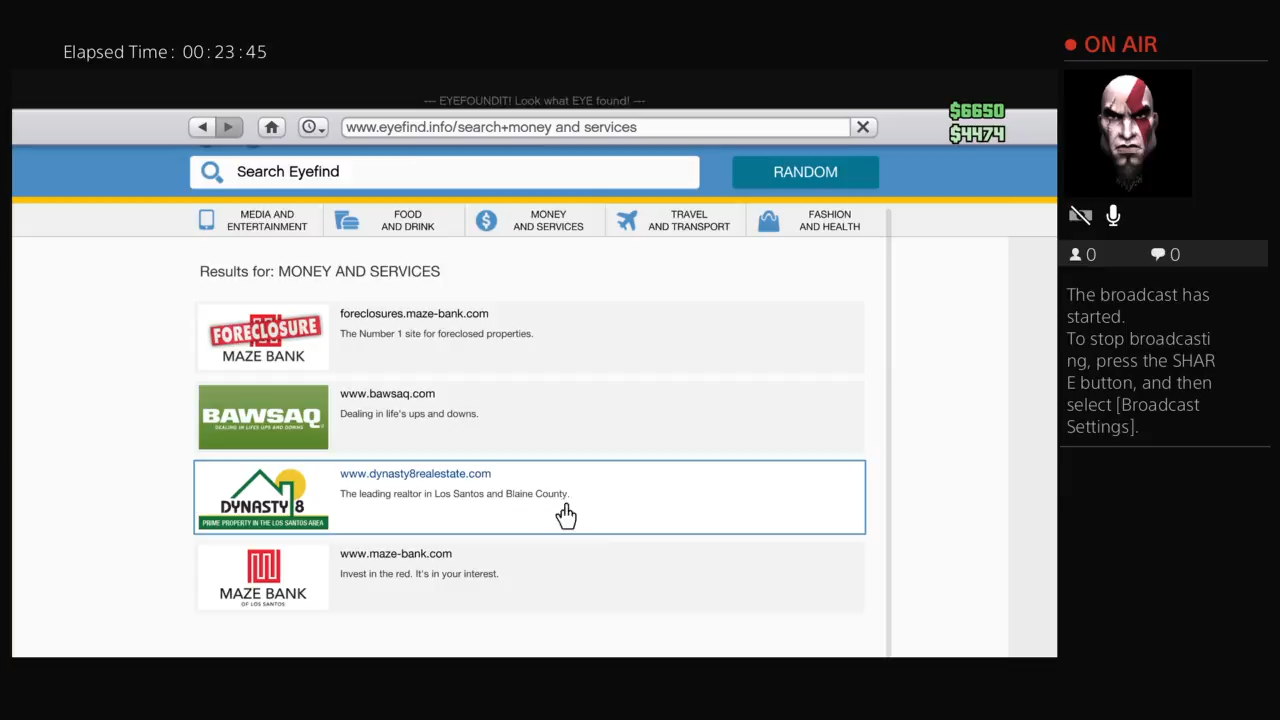 Elapsed Time: 00:23:45
ON AIR
--- EYEFOUNDIT! Look what EYE found! ---
www.eyefind.info/search+money and services
$6650
$4474
Search Eyefind
RANDOM
MEDIA AND
ENTERTAINMENT
FOOD
AND DRINK
MONEY
AND SERVICES
TRAVEL
AND TRANSPORT
FASHION
AND HEALTH
Results for: MONEY AND SERVICES
FORECLOSURE
MAZE BANK
foreclosures.maze-bank.com
The Number 1 site for foreclosed properties.
BAWSAQ
DEALING IN LIFE'S UPS AND DOWNS
www.bawsaq.com
Dealing in life's ups and downs.
DYNASTY 8
PRIME PROPERTY IN THE LOS SANTOS AREA
www.dynasty8realestate.com
The leading realtor in Los Santos and Blaine County.
MAZE BANK
OF LOS SANTOS
www.maze-bank.com
Invest in the red. It's in your interest.
0
0
The broadcast has
started.
To stop broadcasti
ng, press the SHAR
E button, and then
select [Broadcast
Settings].